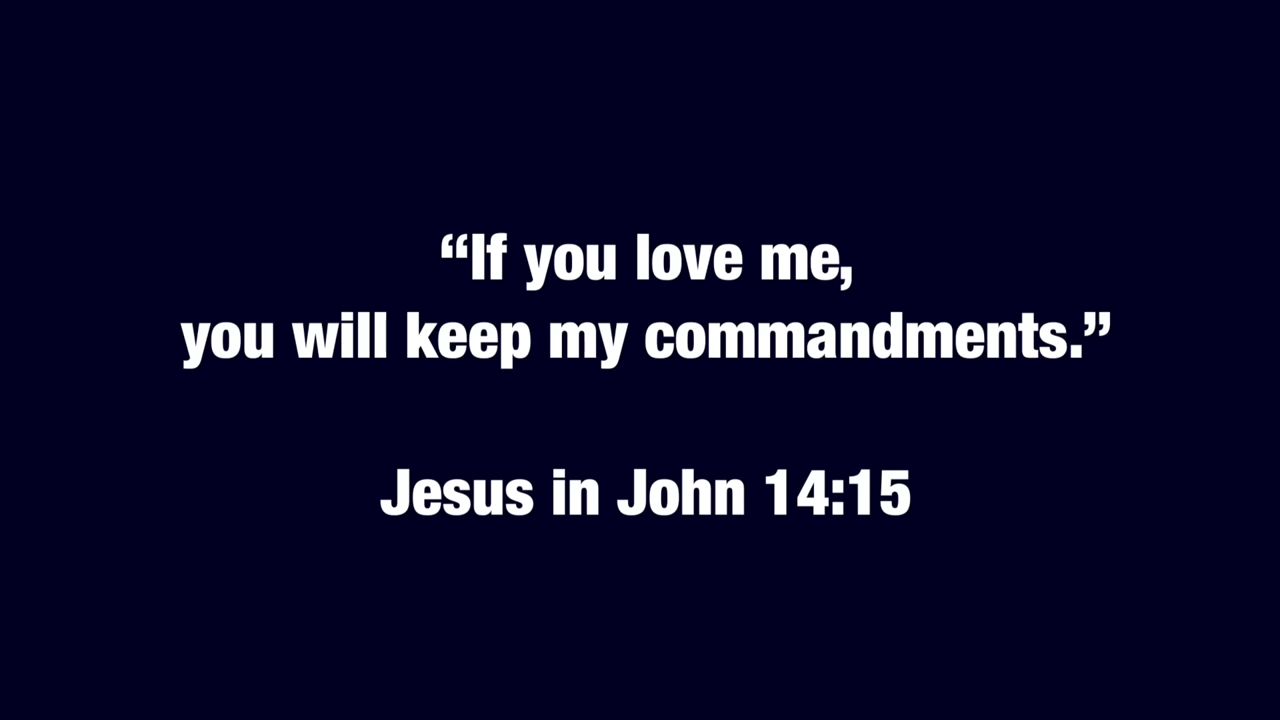 “If you love me,
you will keep my commandments.”
Jesus in John 14:15